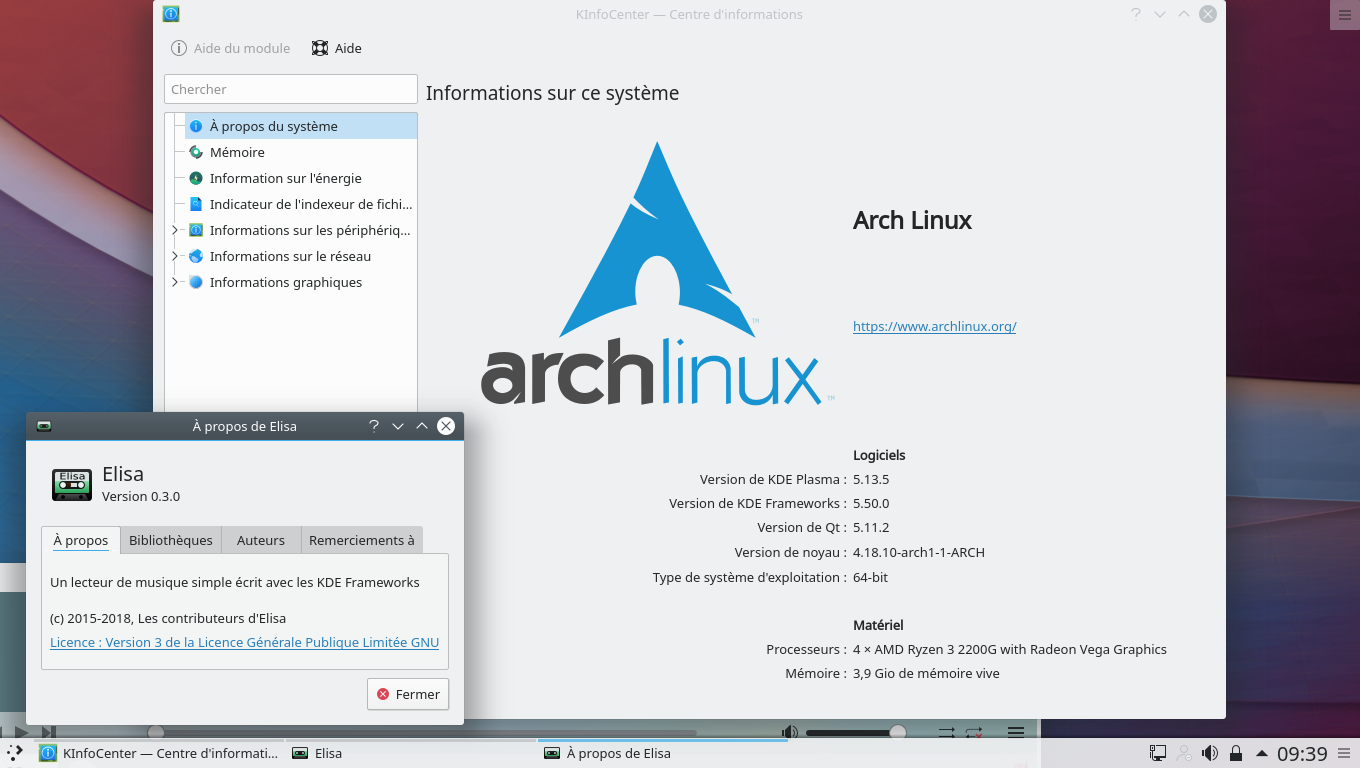 KInfoCenter — Centre d'informations
Aide du module
Aide
Chercher
À propos du système
Mémoire
Information sur l'énergie
Indicateur de l'indexeur de fichi...
Informations sur les périphériq...
Informations sur le réseau
Informations graphiques
Informations sur ce système
archlinux
TM
TM
Arch Linux
https://www.archlinux.org/
Logiciels
Version de KDE Plasma : 5.13.5
Version de KDE Frameworks : 5.50.0
Version de Qt : 5.11.2
Version de noyau : 4.18.10-arch1-1-ARCH
Type de système d'exploitation : 64-bit
Matériel
Processeurs : 4 × AMD Ryzen 3 2200G with Radeon Vega Graphics
Mémoire : 3,9 Gio de mémoire vive
À propos de Elisa
Elisa
Elisa
Version 0.3.0
À propos
Bibliothèques
Auteurs
Remerciements à
Un lecteur de musique simple écrit avec les KDE Frameworks
(c) 2015-2018, Les contributeurs d'Elisa
Licence : Version 3 de la Licence Générale Publique Limitée GNU
Fermer
KInfoCenter — Centre d'informati...
Elisa
À propos de Elisa
09:39